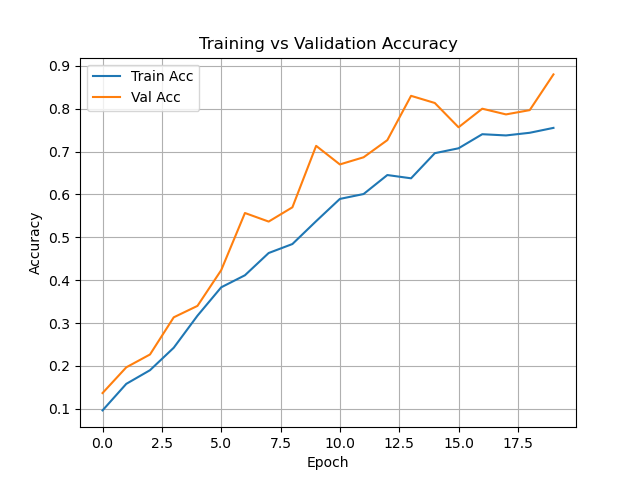 Training vs Validation Accuracy
Train Acc
Val Acc
0.9
0.8
0.7
0.6
0.5
0.4
0.3
0.2
0.1
Accuracy
0.0 2.5 5.0 7.5 10.0 12.5 15.0 17.5
Epoch